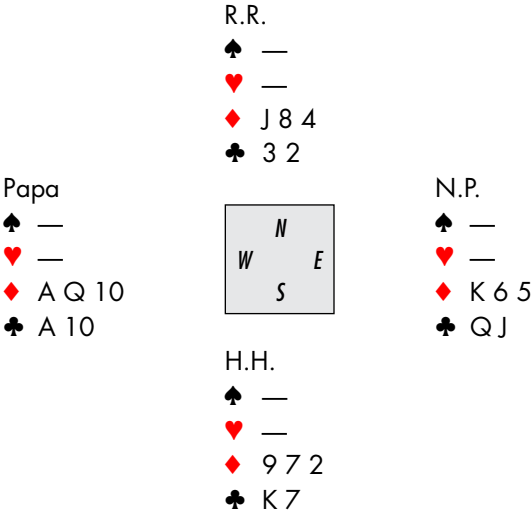 R.R.
♠ —
♥ —
♦ J 8 4
♣ 3 2
Papa
♠ —
♥ —
♦ A Q 10
♣ A 10
N
W E
S
N.P.
♠ —
♥ —
♦ K 6 5
♣ Q J
H.H.
♠ —
♥ —
♦ 9 7 2
♣ K 7